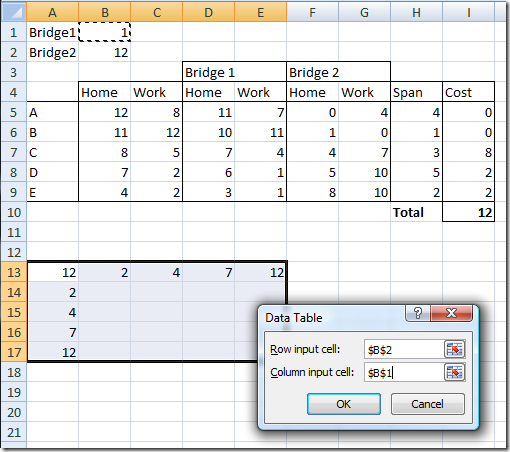 A B C D E F G H I
1 Bridge1 1
2 Bridge2 12
3 Bridge 1 Bridge 2
4 Home Work Home Work Home Work Span Cost
5 A 12 8 11 7 0 4 4 0
6 B 11 12 10 11 1 0 1 0
7 C 8 5 7 4 4 7 3 8
8 D 7 2 6 1 5 10 5 2
9 E 4 2 3 1 8 10 2 2
10 Total 12
11
12
13 12 2 4 7 12
14 2
15 4
16 7
17 12
18
19
20
21
Data Table
?
Row input cell: $B$2
Column input cell: $B$1
OK Cancel